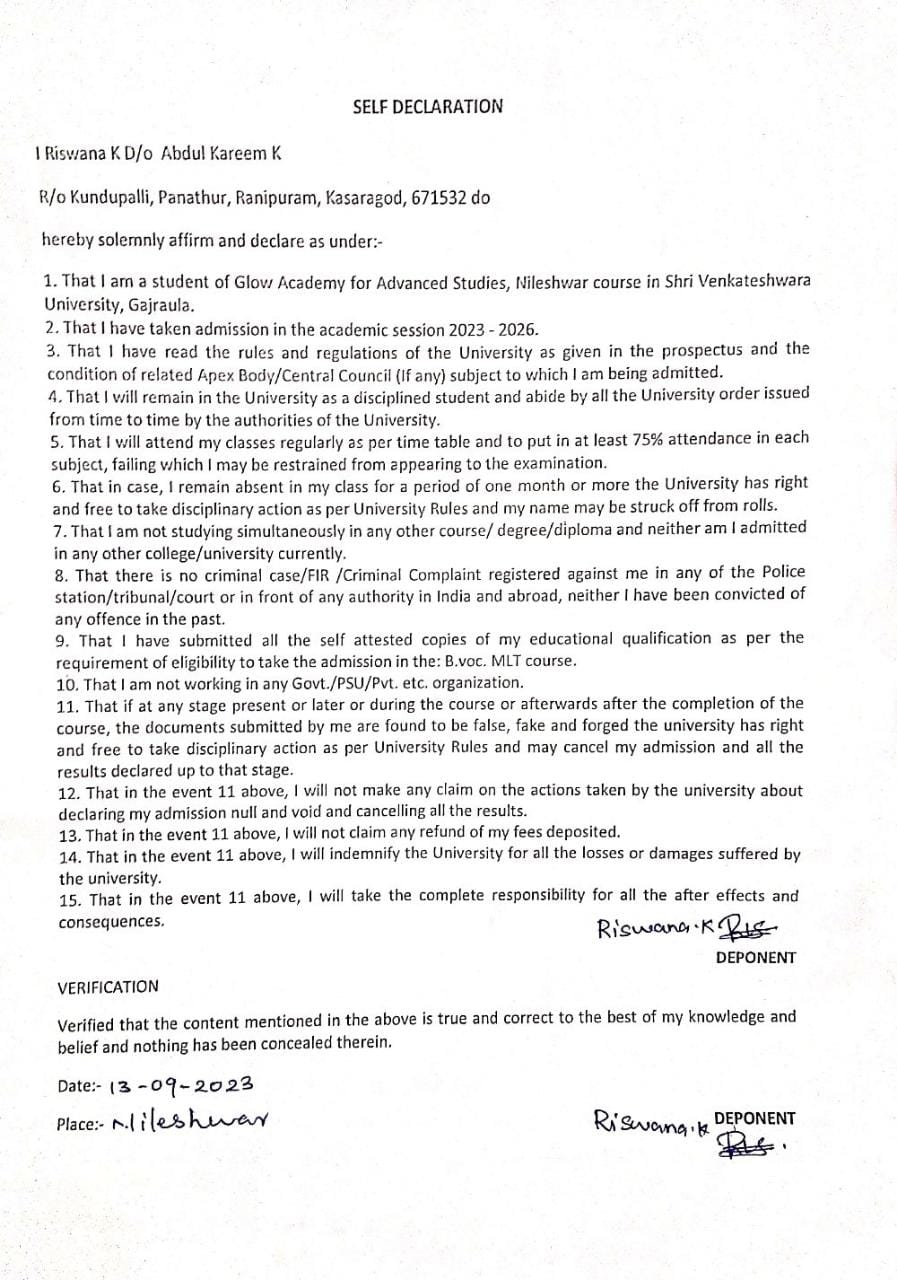 SELF DECLARATION
I Riswana K D/o Abdul Kareem K
R/o Kundupalli, Panathur, Ranipuram, Kasaragod, 671532 do
hereby solemnly affirm and declare as under:-
1. That I am a student of Glow Academy for Advanced Studies, Nileshwar course in Shri Venkateshwara
University, Gajraula.
2. That I have taken admission in the academic session 2023 - 2026.
3. That I have read the rules and regulations of the University as given in the prospectus and the
condition of related Apex Body/Central Council (If any) subject to which I am being admitted.
4. That I will remain in the University as a disciplined student and abide by all the University order issued
from time to time by the authorities of the University.
5. That I will attend my classes regularly as per time table and to put in at least 75% attendance in each
subject, failing which I may be restrained from appearing to the examination.
6. That in case, I remain absent in my class for a period of one month or more the University has right
and free to take disciplinary action as per University Rules and my name may be struck off from rolls.
7. That I am not studying simultaneously in any other course/ degree/diploma and neither am I admitted
in any other college/university currently.
8. That there is no criminal case/FIR /Criminal Complaint registered against me in any of the Police
station/tribunal/court or in front of any authority in India and abroad, neither I have been convicted of
any offence in the past.
9. That I have submitted all the self attested copies of my educational qualification as per the
requirement of eligibility to take the admission in the: B.voc. MLT course.
10. That I am not working in any Govt./PSU/Pvt. etc. organization.
11. That if at any stage present or later or during the course or afterwards after the completion of the
course, the documents submitted by me are found to be false, fake and forged the university has right
and free to take disciplinary action as per University Rules and may cancel my admission and all the
results declared up to that stage.
12. That in the event 11 above, I will not make any claim on the actions taken by the university about
declaring my admission null and void and cancelling all the results.
13. That in the event 11 above, I will not claim any refund of my fees deposited.
14. That in the event 11 above, I will indemnify the University for all the losses or damages suffered by
the university.
15. That in the event 11 above, I will take the complete responsibility for all the after effects and
consequences.
Riswana.K
DEPONENT
VERIFICATION
Verified that the content mentioned in the above is true and correct to the best of my knowledge and
belief and nothing has been concealed therein.
Date:- 13-09-2023
Place:- Nileshwar
Riswana.K DEPONENT